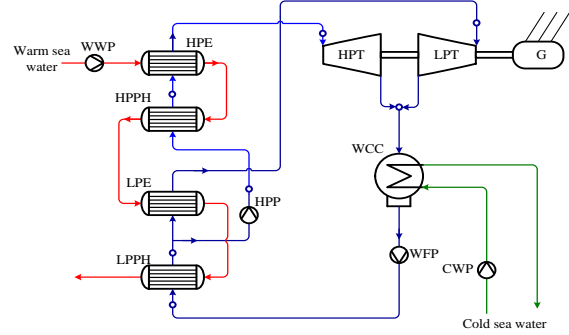 WWP
HPE
Warm sea
water
HPT
LPT
G
HPPH
WCC
LPE
HPP
LPPH
WFP
CWP
Cold sea water